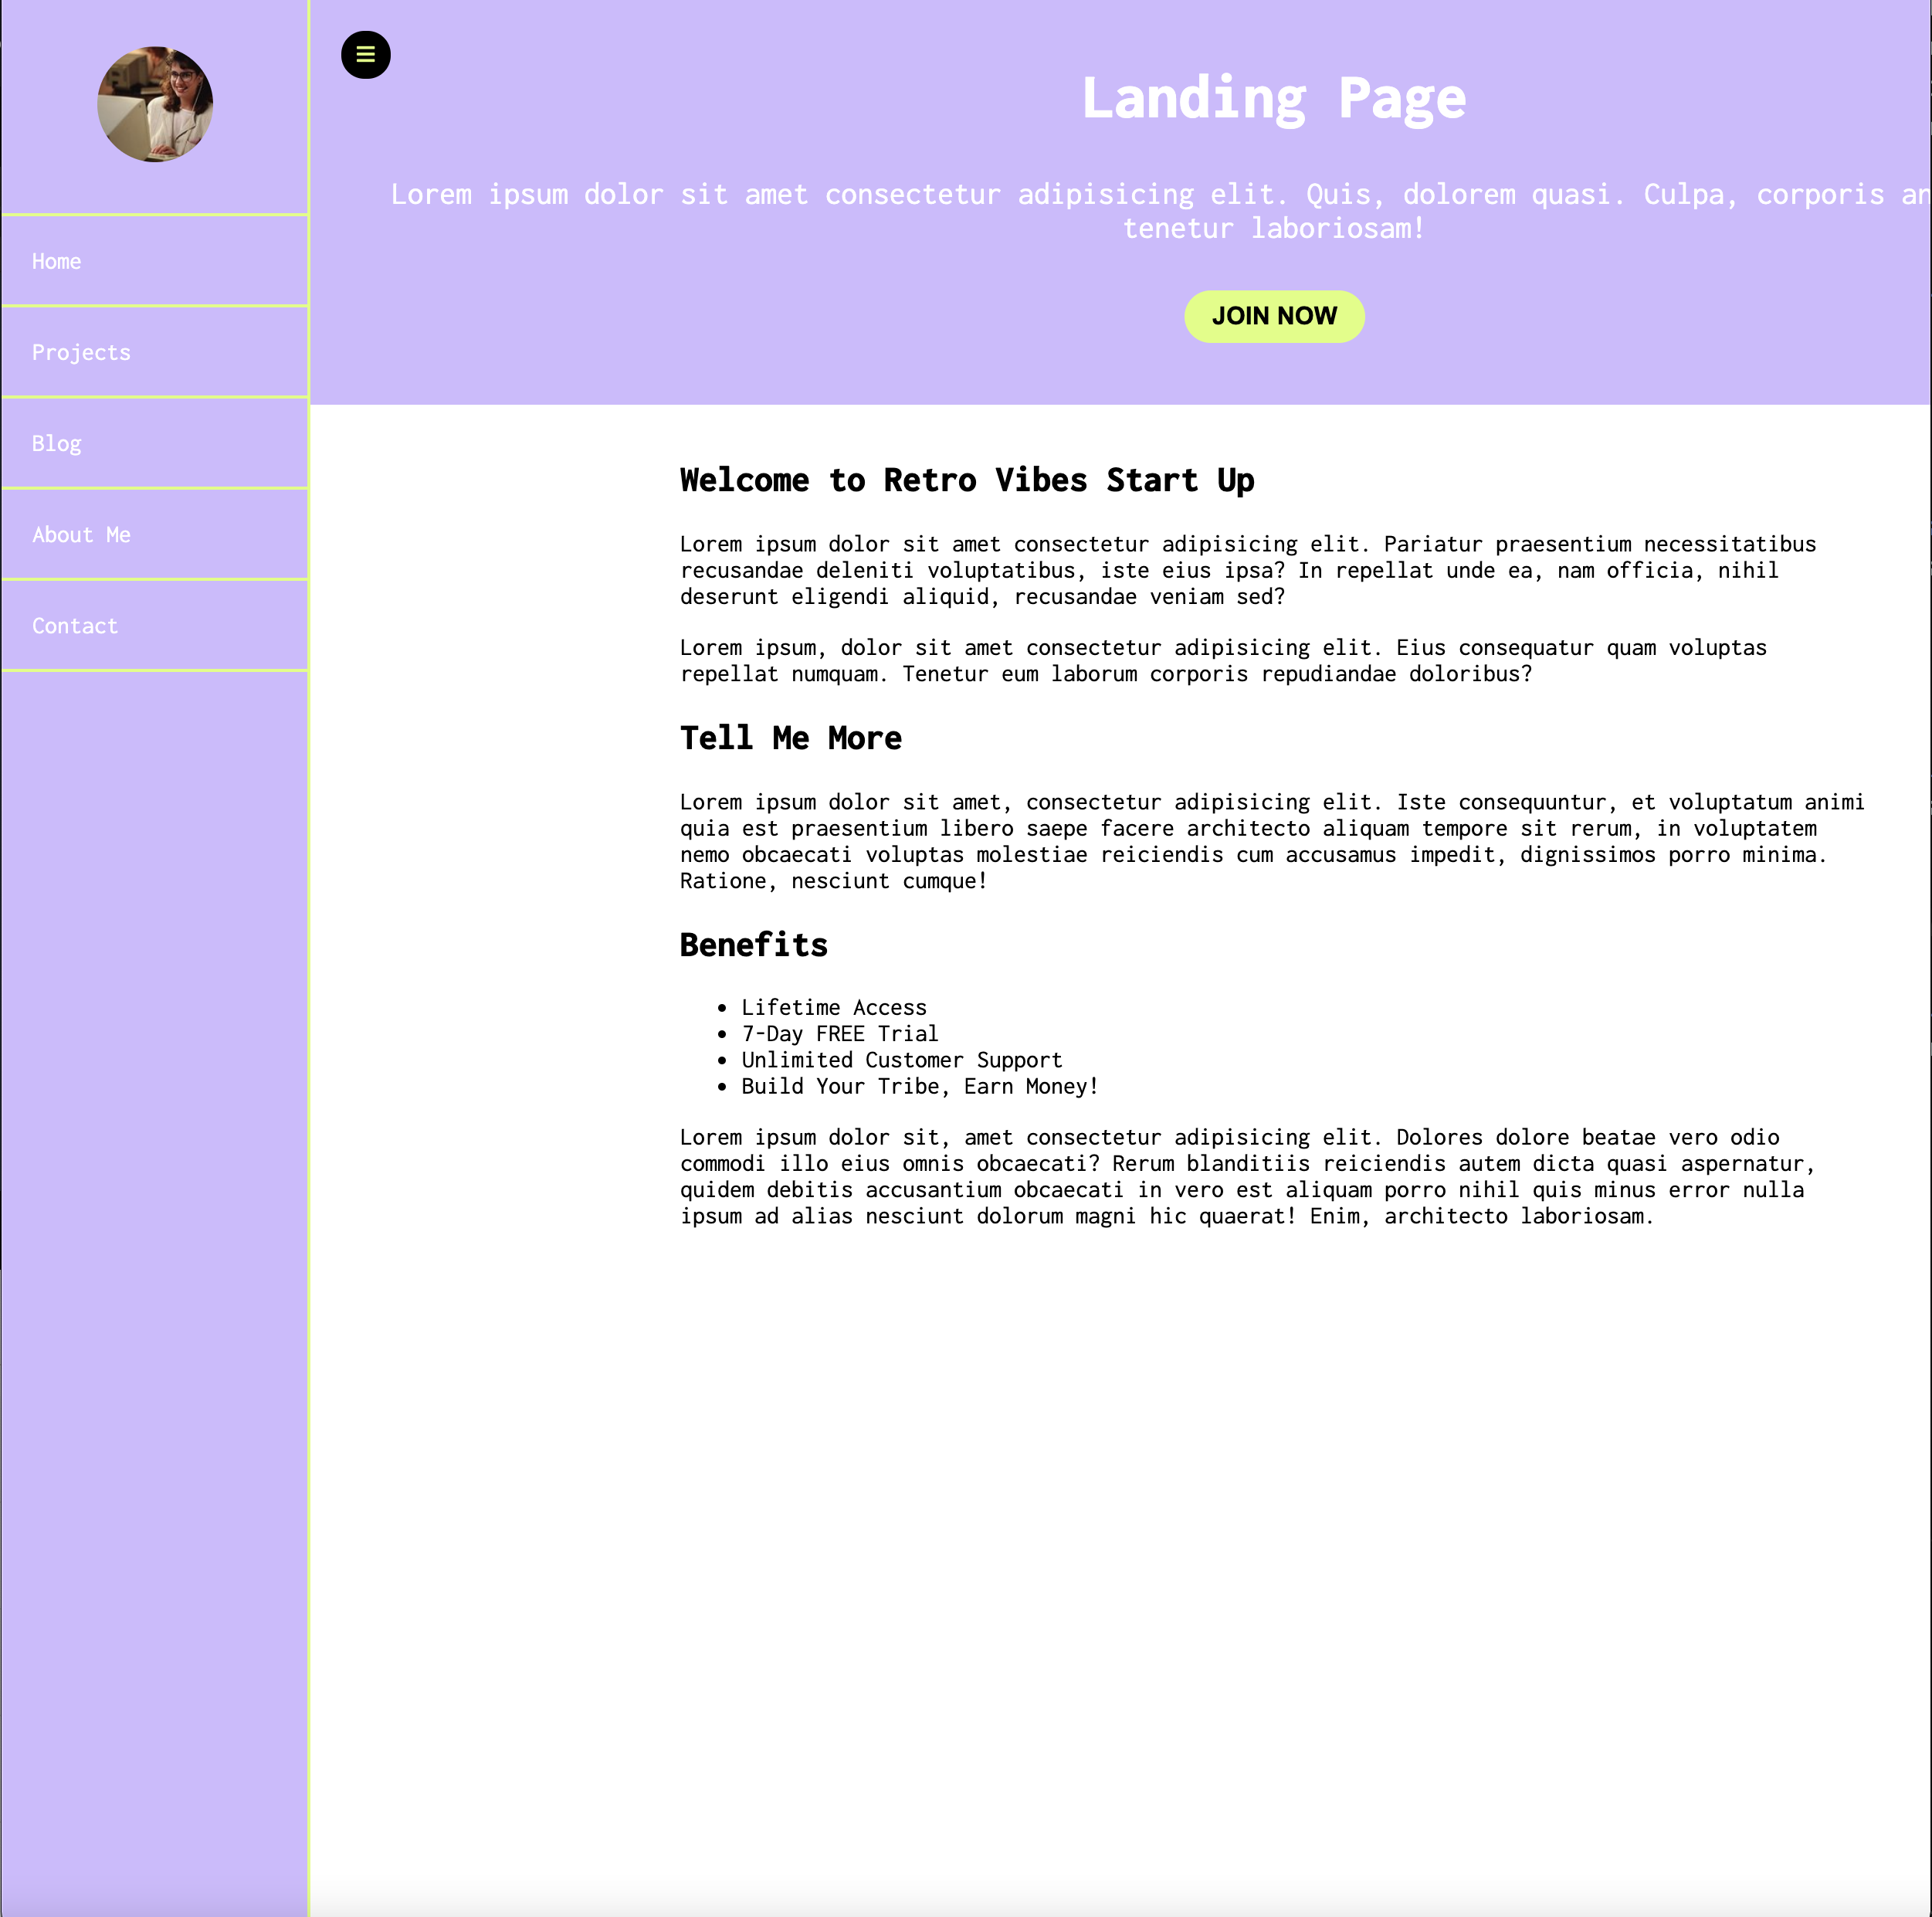 Home
Projects
Blog
About Me
Contact
Landing Page
Lorem ipsum dolor sit amet consectetur adipisicing elit. Quis, dolorem quasi. Culpa, corporis
tenetur laboriosam!
JOIN NOW
Welcome to Retro Vibes Start Up
Lorem ipsum dolor sit amet consectetur adipisicing elit. Pariatur praesentium necessitatibus
recusandae deleniti voluptatibus, iste eius ipsa? In repellat unde ea, nam officia, nihil
deserunt eligendi aliquid, recusandae veniam sed?
Lorem ipsum, dolor sit amet consectetur adipisicing elit. Eius consequatur quam voluptas
repellat numquam. Tenetur eum laborum corporis repudiandae doloribus?
Tell Me More
Lorem ipsum dolor sit amet, consectetur adipisicing elit. Iste consequuntur, et voluptatum animi
quia est praesentium libero saepe facere architecto aliquam tempore sit rerum, in voluptatem
nemo obcaecati voluptas molestiae reiciendis cum accusamus impedit, dignissimos porro minima.
Ratione, nesciunt cumque!
Benefits
• Lifetime Access
• 7-Day FREE Trial
• Unlimited Customer Support
• Build Your Tribe, Earn Money!
Lorem ipsum dolor sit, amet consectetur adipisicing elit. Dolores dolore beatae vero odio
commodi illo eius omnis obcaecati? Rerum blanditiis reiciendis autem dicta quasi aspernatur,
quidem debitis accusantium obcaecati in vero est aliquam porro nihil quis minus error nulla
ipsum ad alias nesciunt dolorum magni hic quaerat! Enim, architecto laboriosam.